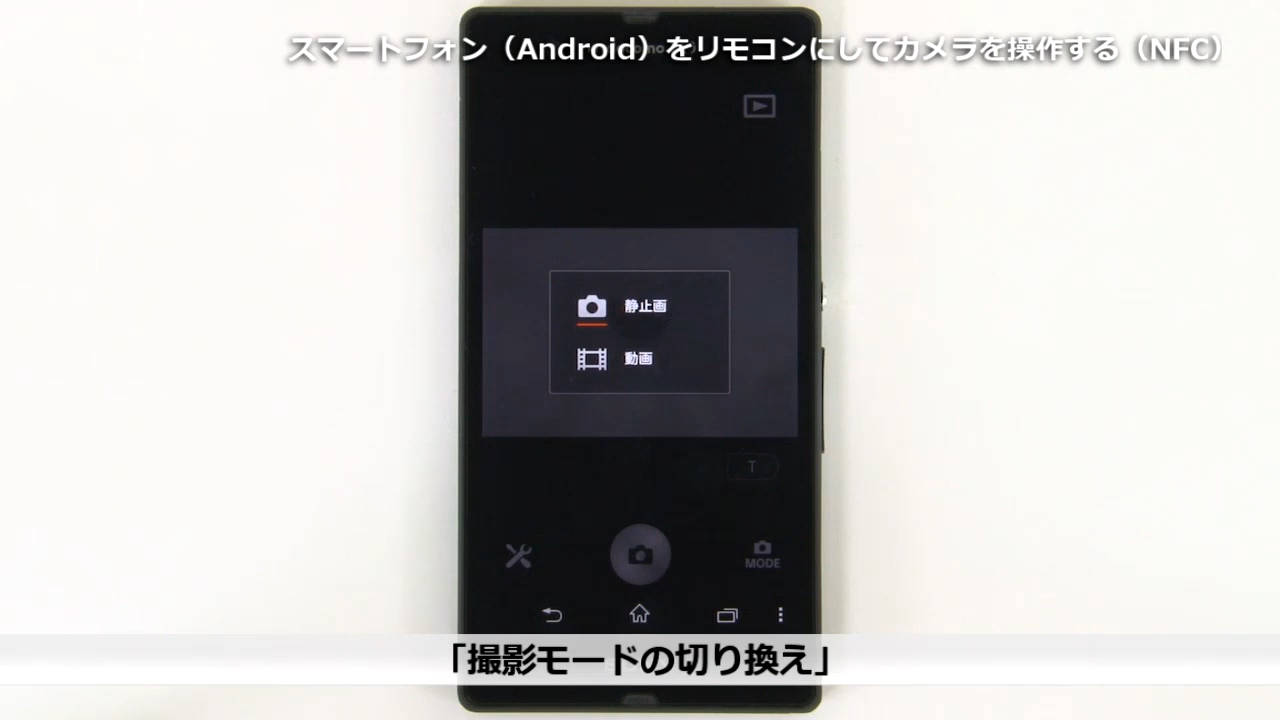 スマートフォン（Android）をリモコンにしてカメラを操作する（NFC）
静止画
動画
T
MODE
「撮影モードの切り換え」